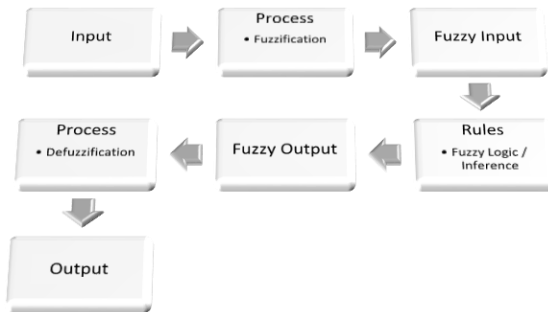 Input
Process
• Fuzzification
Fuzzy Input
Rules
• Fuzzy Logic /
Inference
Fuzzy Output
Process
• Defuzzification
Output